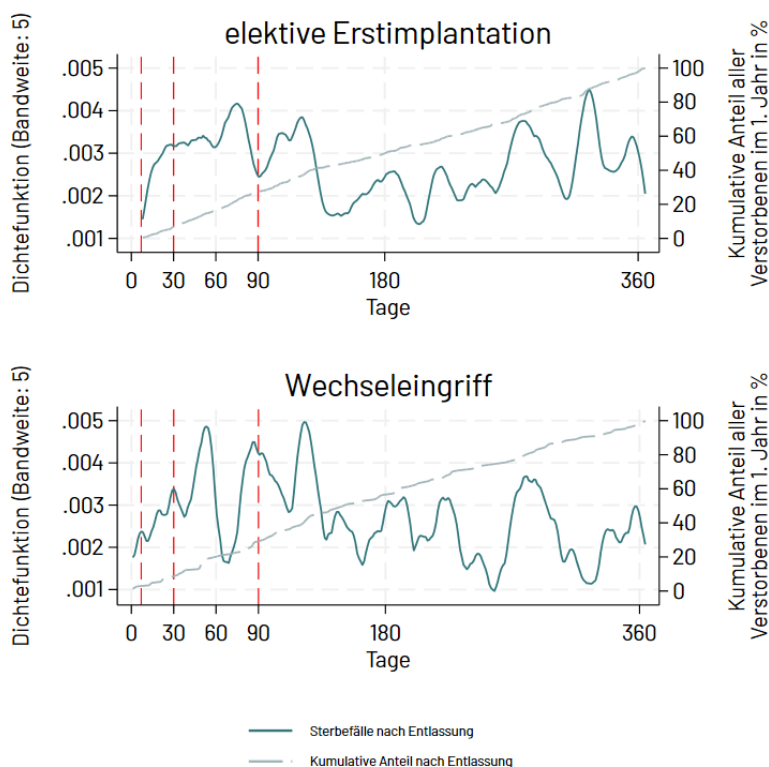 elektive Erstimplantation
Dichtefunktion (Bandweite: 5)
.005
.004
.003
.002
.001
100
80
60
40
20
0
Kumulative Anteil aller
Verstorbenen im 1. Jahr in %
0 30 60 90 180 360
Tage
Wechseleingriff
Dichtefunktion (Bandweite: 5)
.005
.004
.003
.002
.001
100
80
60
40
20
0
Kumulative Anteil aller
Verstorbenen im 1. Jahr in %
0 30 60 90 180 360
Tage
Sterbefälle nach Entlassung
Kumulative Anteil nach Entlassung